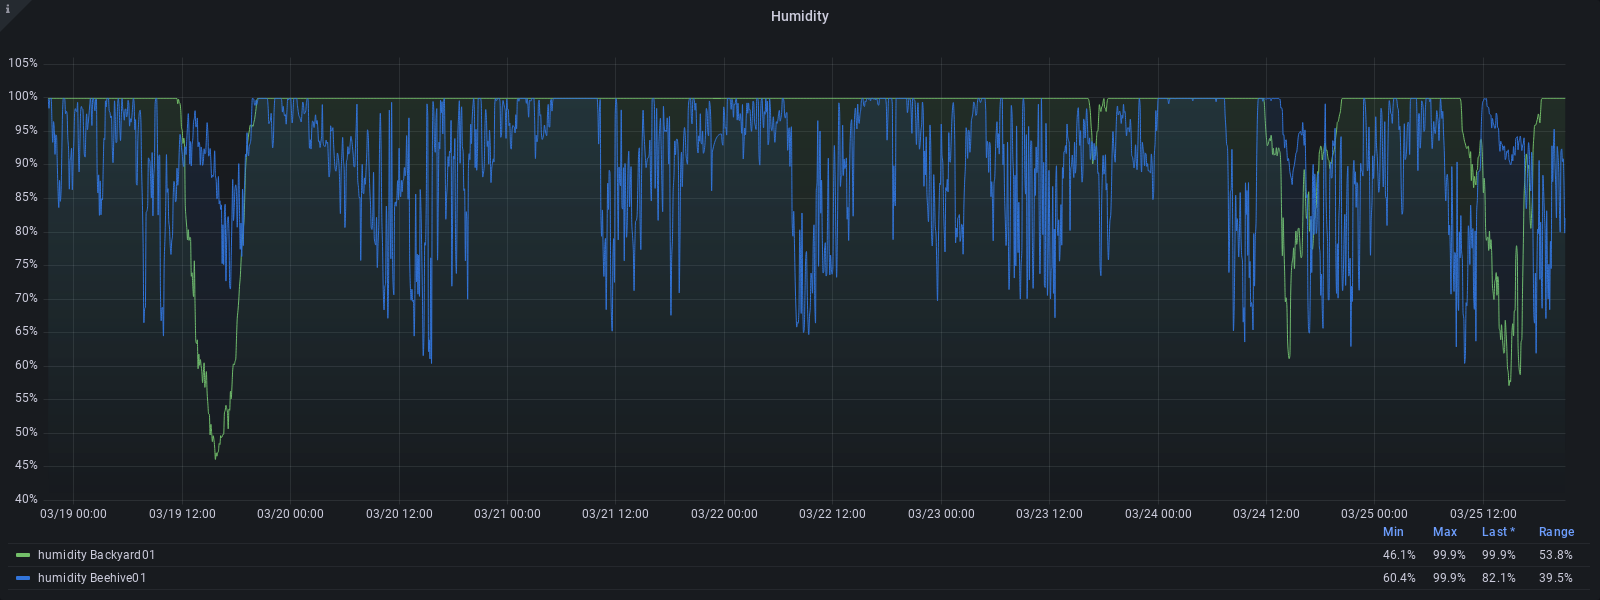 i
Humidity
105%
100%
95%
90%
85%
80%
75%
70%
65%
60%
55%
50%
45%
40%
03/19 00:00 03/19 12:00 03/20 00:00 03/20 12:00 03/21 00:00 03/21 12:00 03/22 00:00 03/22 12:00 03/23 00:00 03/23 12:00 03/24 00:00 03/24 12:00 03/25 00:00 03/25 12:00
Min Max Last * Range
humidity Backyard01 46.1% 99.9% 99.9% 53.8%
humidity Beehive01 60.4% 99.9% 82.1% 39.5%